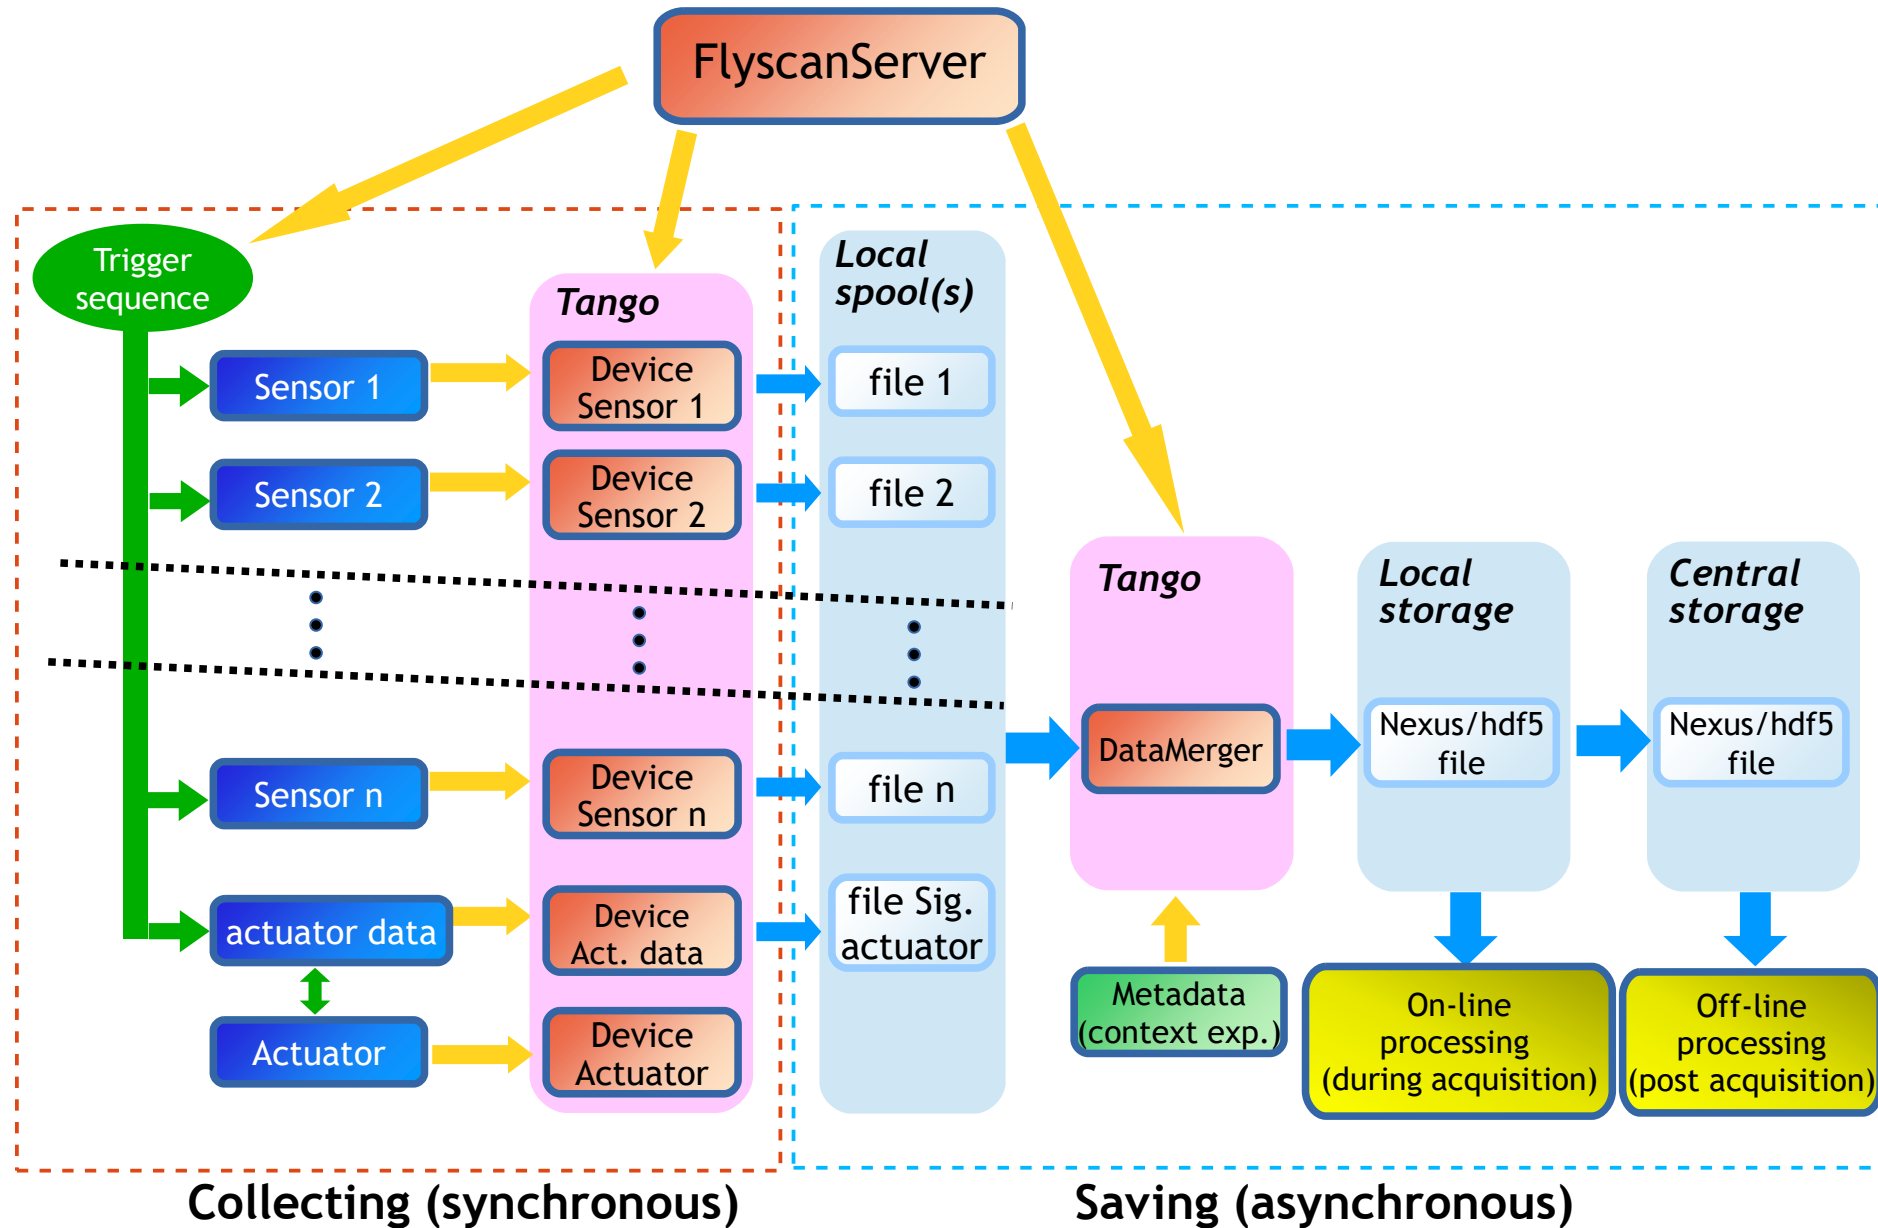 FlyscanServer
Trigger
sequence
Tango
Local
spool(s)
Sensor 1
Device
Sensor 1
file 1
Sensor 2
Device
Sensor 2
file 2
Tango
Local
storage
Central
storage
Sensor n
Device
Sensor n
file n
DataMerger
Nexus/hdf5
file
Nexus/hdf5
file
actuator data
Device
Act. data
file Sig.
actuator
Actuator
Device
Actuator
Metadata
(context exp.)
On-line
processing
(during acquisition)
Off-line
processing
(post acquisition)
Collecting (synchronous)
Saving (asynchronous)